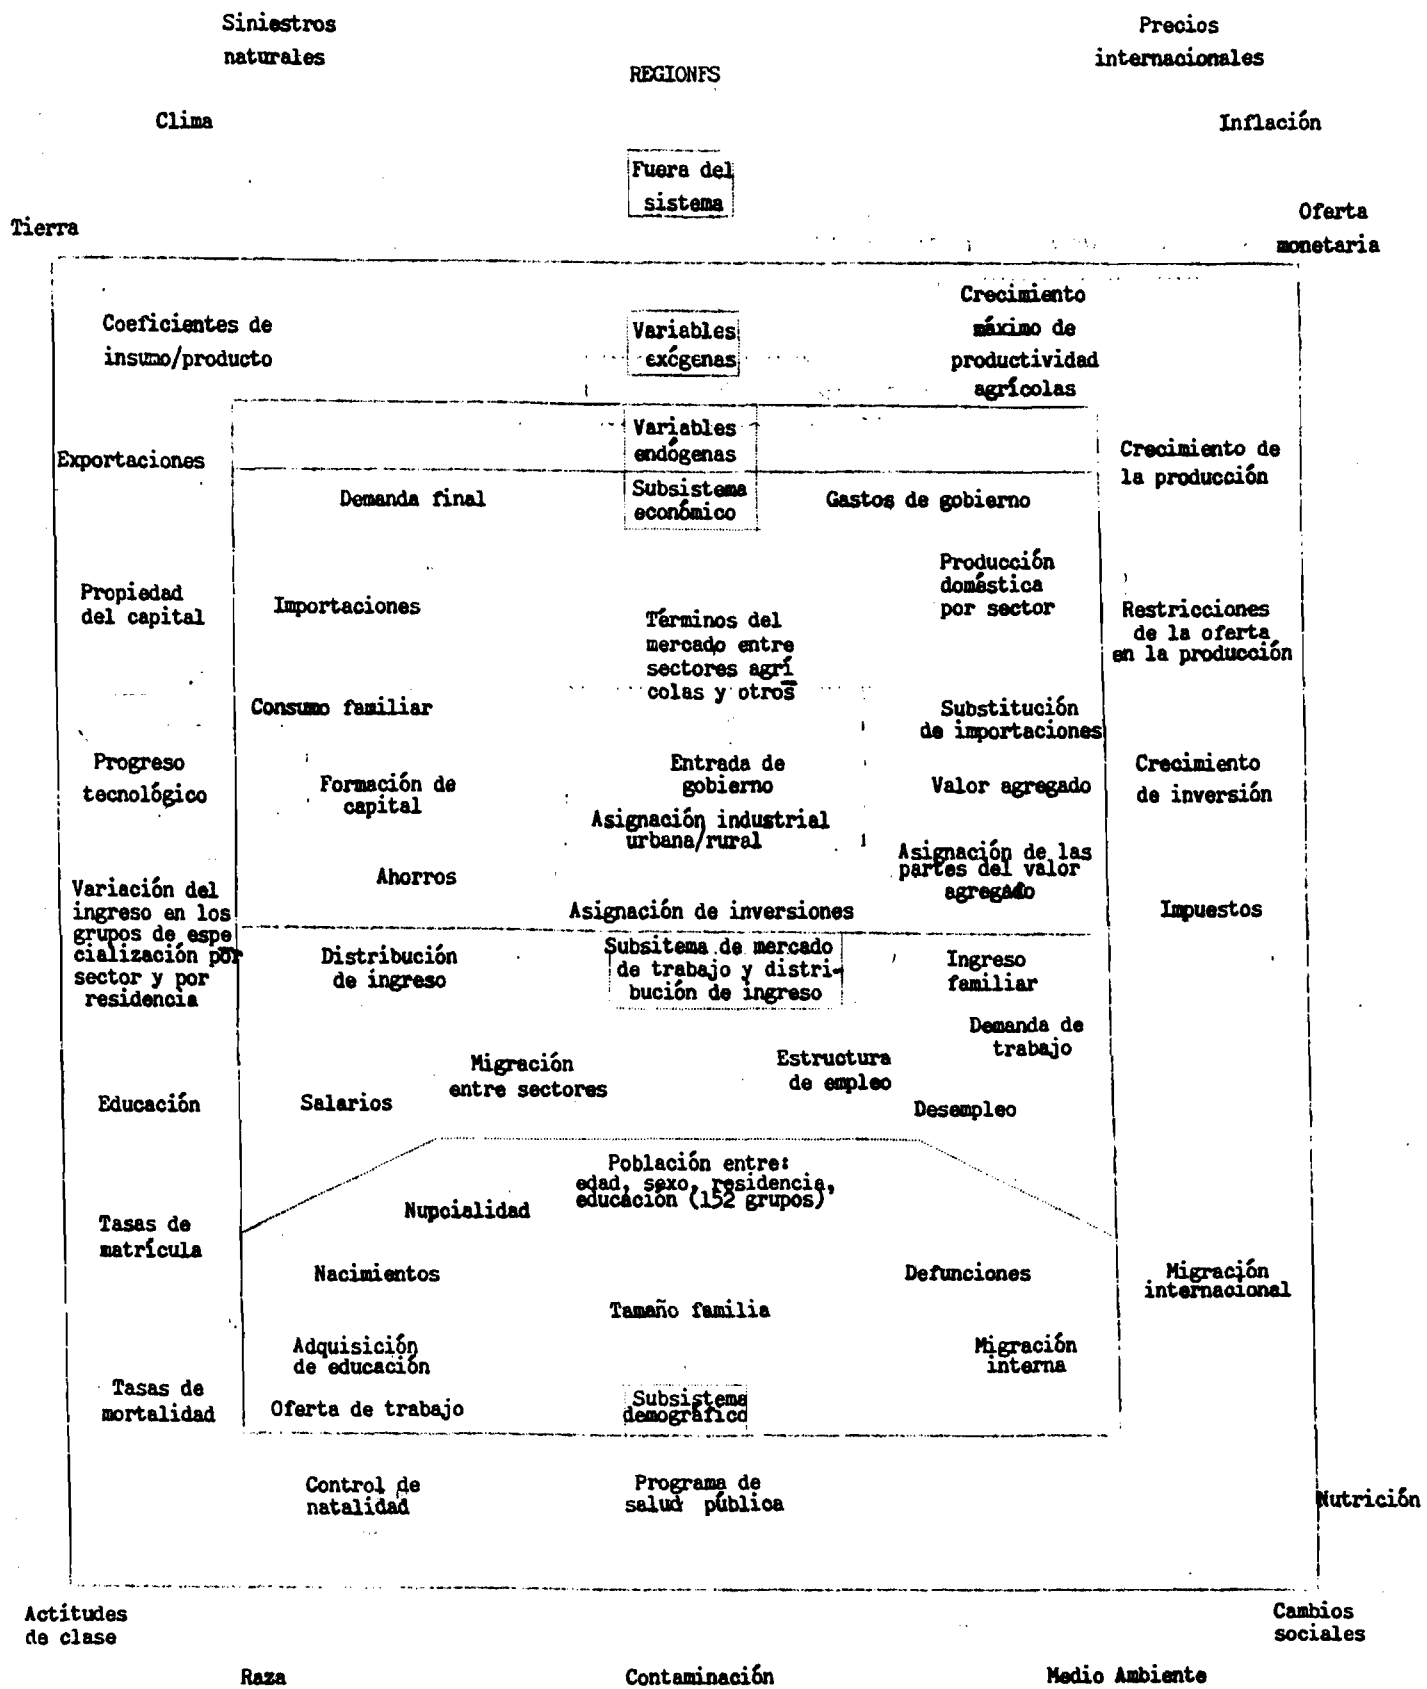 Siniestros
naturales
Precios
internacionales
REGIONFS
Clima
Inflación
Fuera del
sistema
Tierra
Oferta
monetaria
Coeficientes de
insumo/producto
Variables
exógenas
Crecimiento
máximo de
productividad
agrícolas
Variables
endógenas
Exportaciones
Crecimiento de
la producción
Demanda final
Subsistema
económico
Gastos de gobierno
Propiedad
del capital
Importaciones
Términos del
mercado entre
sectores agrí
colas y otros
Producción
doméstica
por sector
Restricciones
de la oferta
en la producción
Consumo familiar
Substitución
de importaciones
Progreso
tecnológico
Formación de
capital
Entrada de
gobierno
Valor agregado
Crecimiento
de inversión
Asignación industrial
urbana/rural
Ahorros
Asignación de las
partes del valor
agregado
Variación del
ingreso en los
grupos de espe
cialización por
sector y por
residencia
Asignación de inversiones
Impuestos
Distribución
de ingreso
Subsitema de mercado
de trabajo y distri-
bución de ingreso
Ingreso
familiar
Demanda de
trabajo
Educación
Salarios
Migración
entre sectores
Estructura
de empleo
Desempleo
Población entre:
edad, sexo, residencia,
educación (152 grupos)
Nupcialidad
Tasas de
matrícula
Nacimientos
Defunciones
Migración
internacional
Tamaño familia
Adquisición
de educación
Migración
interna
Tasas de
mortalidad
Oferta de trabajo
Subsistema
demográfico
Control de
natalidad
Programa de
salud pública
Nutrición
Actitudes
de clase
Cambios
sociales
Raza
Contaminación
Medio Ambiente